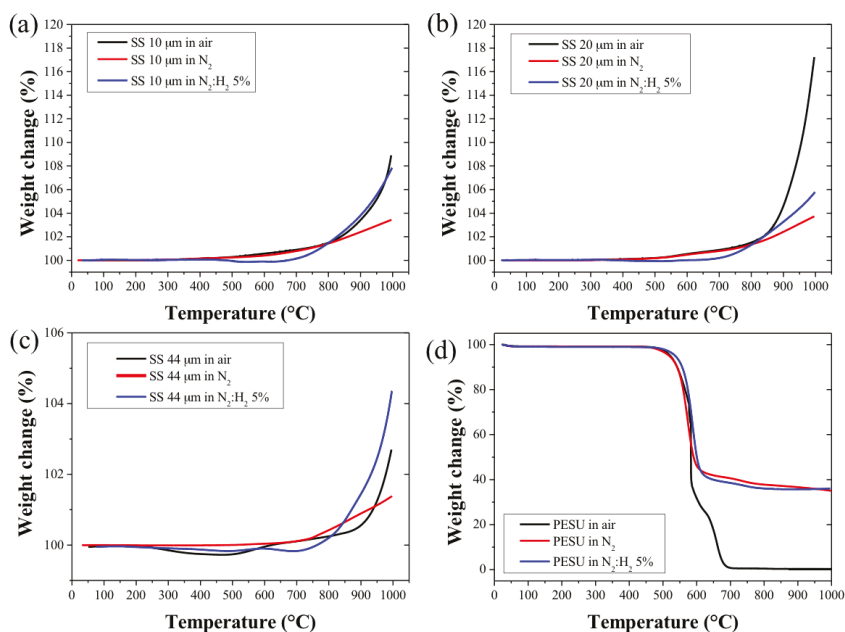 (a)
SS 10 μm in air
SS 10 μm in N₂
SS 10 μm in N₂:H₂ 5%
Weight change (%)
120
118
116
114
112
110
108
106
104
102
100
0 100 200 300 400 500 600 700 800 900 1000
Temperature (°C)
(b)
SS 20 μm in air
SS 20 μm in N₂
SS 20 μm in N₂:H₂ 5%
Weight change (%)
120
118
116
114
112
110
108
106
104
102
100
0 100 200 300 400 500 600 700 800 900 1000
Temperature (°C)
(c)
SS 44 μm in air
SS 44 μm in N₂
SS 44 μm in N₂:H₂ 5%
Weight change (%)
106
104
102
100
0 100 200 300 400 500 600 700 800 900 1000
Temperature (°C)
(d)
PESU in air
PESU in N₂
PESU in N₂:H₂ 5%
Weight change (%)
100
80
60
40
20
0
0 100 200 300 400 500 600 700 800 900 1000
Temperature (°C)